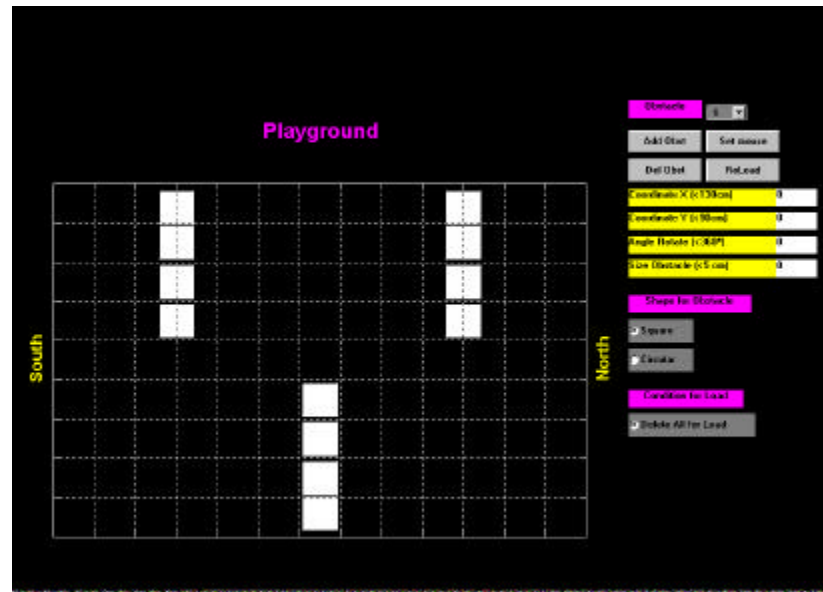 Playground
South
North
Obstacle
Add Obst
Set mouse
Del Obst
ReLoad
Coordinate X (<130cm) 0
Coordinate Y (<90cm) 0
Angle Rotate (<360º) 0
Size Obstacle (<5 cm) 0
Shape for Obstacle
Square
Circular
Condition for Load
Delete All for Load